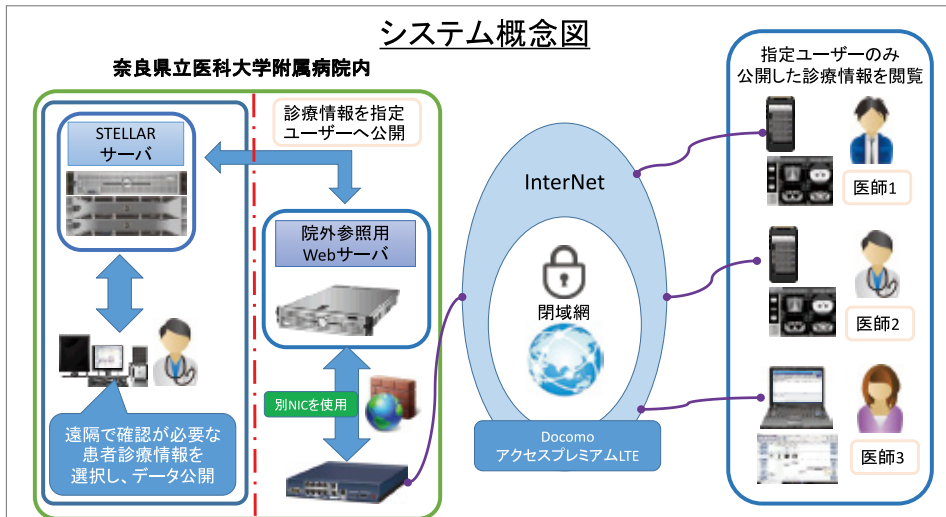 システム概念図
奈良県立医科大学附属病院内
STELLAR
サーバ
診療情報を指定
ユーザーへ公開
院外参照用
Webサーバ
別NICを使用
遠隔で確認が必要な
患者診療情報を
選択し、データ公開
InterNet
閉域網
Docomo
アクセスプレミアムLTE
指定ユーザーのみ
公開した診療情報を閲覧
医師1
医師2
医師3